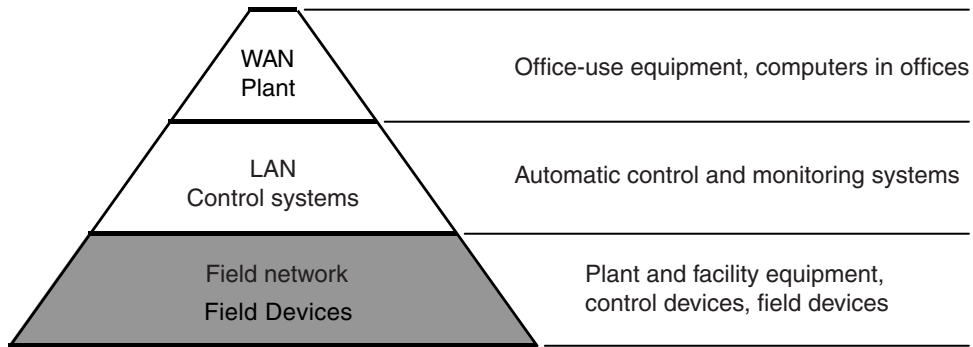 WAN
Plant
Office-use equipment, computers in offices
LAN
Control systems
Automatic control and monitoring systems
Field network
Field Devices
Plant and facility equipment,
control devices, field devices